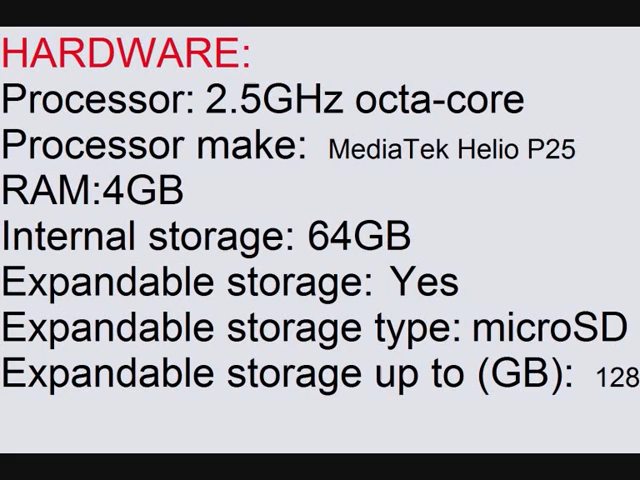 HARDWARE:
Processor: 2.5GHz octa-core
Processor make: MediaTek Helio P25
RAM:4GB
Internal storage: 64GB
Expandable storage: Yes
Expandable storage type: microSD
Expandable storage up to (GB): 128